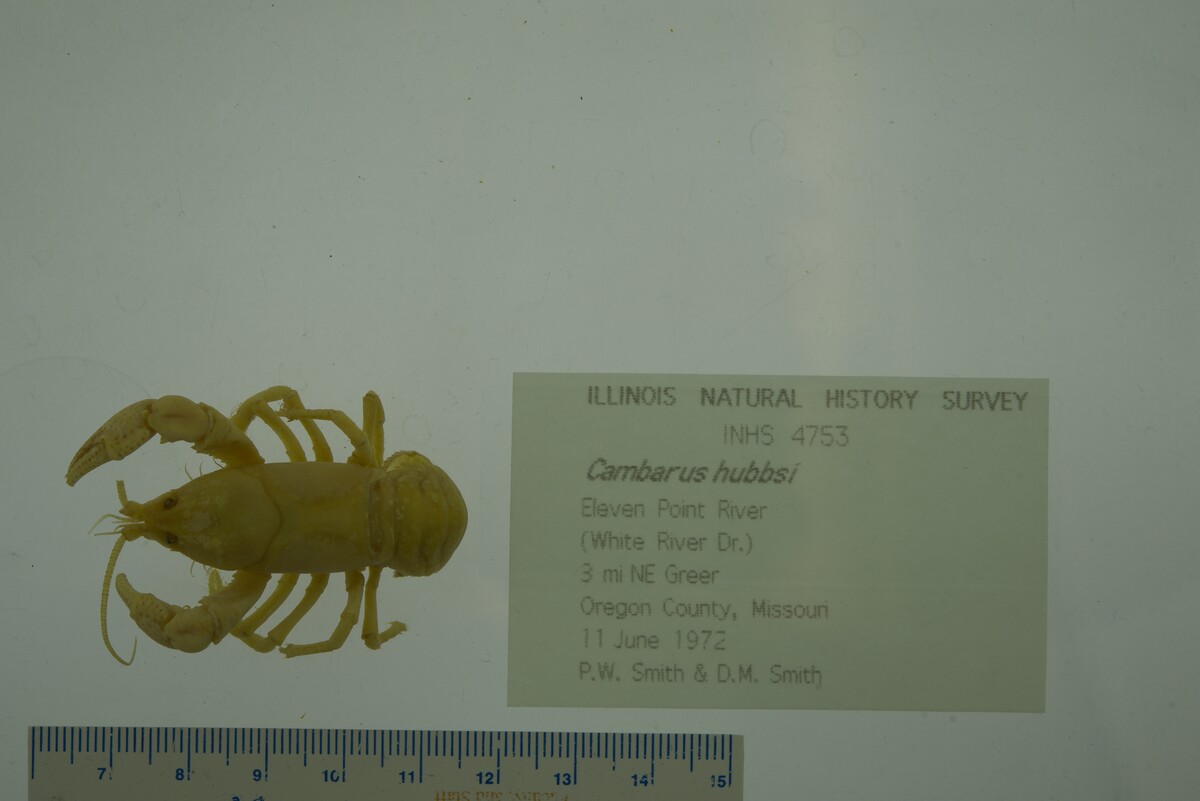 ILLINOIS NATURAL HISTORY SURVEY
INHS 4753
Cambarus hubbsi
Eleven Point River
(White River Dr.)
3 mi NE Greer
Oregon County, Missouri
11 June 1972
P.W. Smith & D.M. Smith
7 8 9 10 11 12 13 14 15